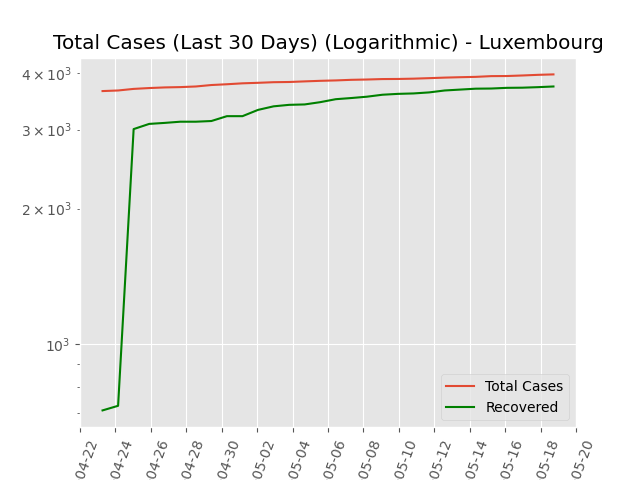 Total Cases (Last 30 Days) (Logarithmic) - Luxembourg
4 × 10³
3 × 10³
2 × 10³
10³
Total Cases
Recovered
04-22
04-24
04-26
04-28
04-30
05-02
05-04
05-06
05-08
05-10
05-12
05-14
05-16
05-18
05-20